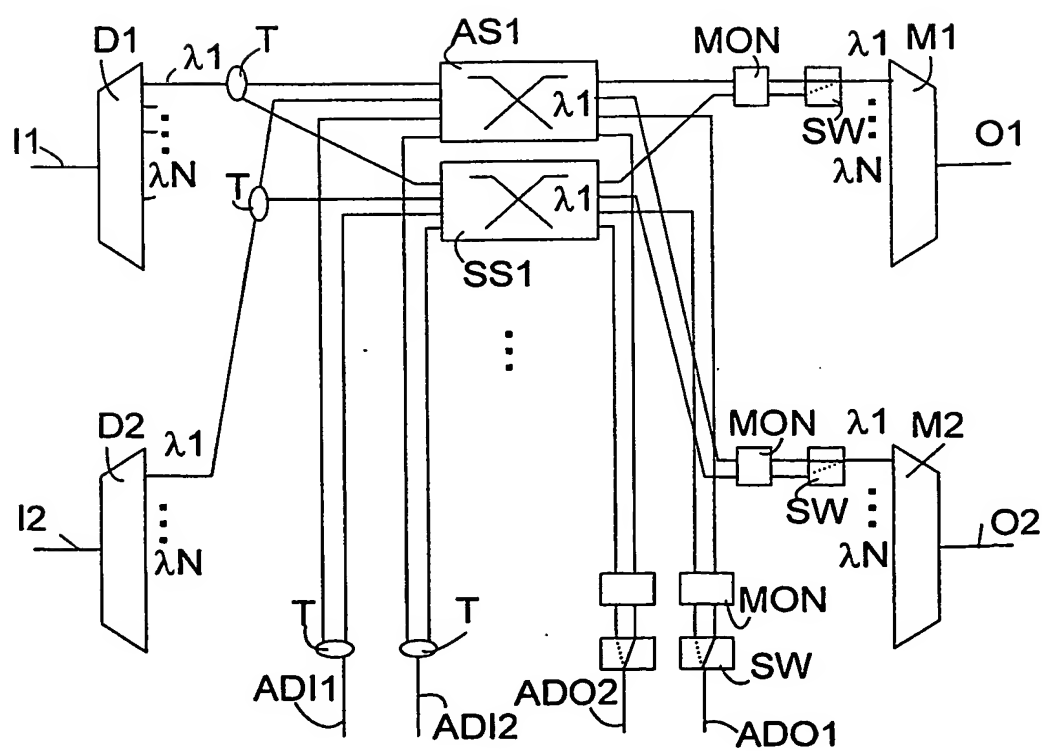 D1
λ1
T
AS1
MON
λ1
M1
λ1
SW
I1
O1
λN
λN
T
λ1
SS1
D2
λ1
MON
λ1
M2
SW
I2
O2
λN
λN
T
T
MON
SW
ADI1
ADI2
ADO2
ADO1